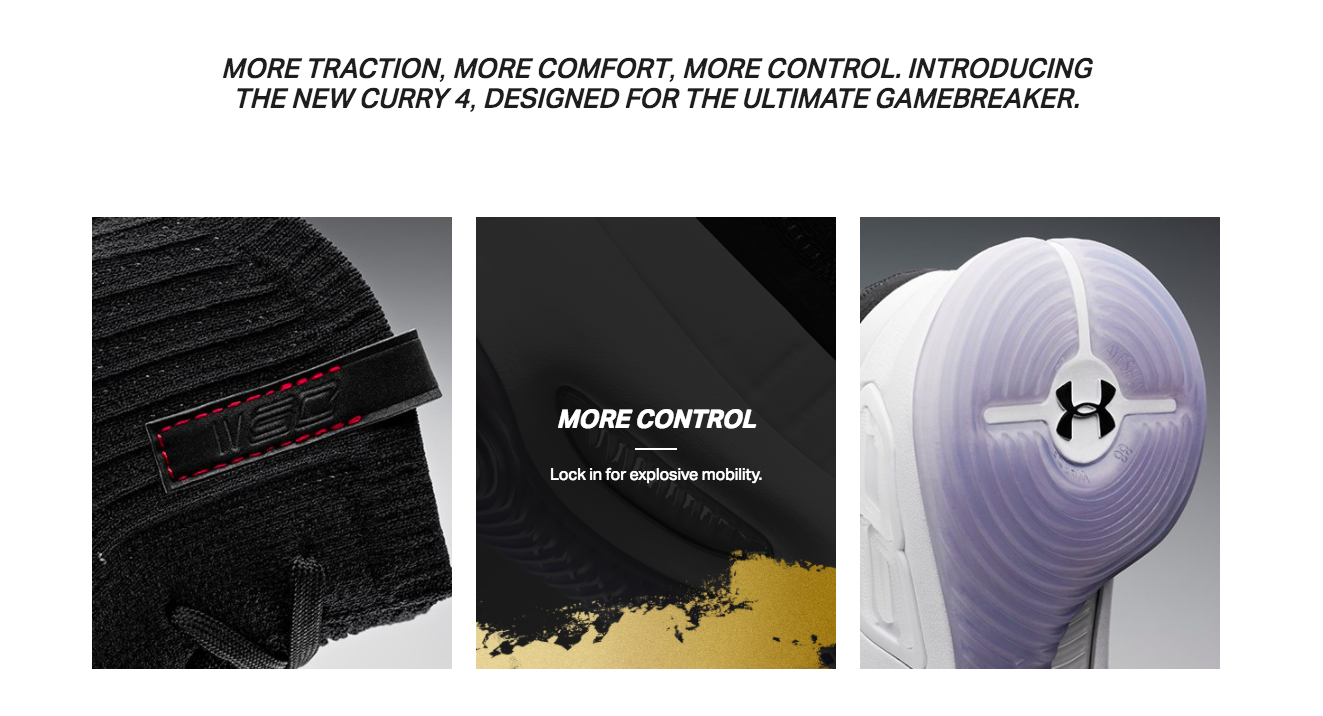 MORE TRACTION, MORE COMFORT, MORE CONTROL. INTRODUCING
THE NEW CURRY 4, DESIGNED FOR THE ULTIMATE GAMEBREAKER.
MORE CONTROL
Lock in for explosive mobility.